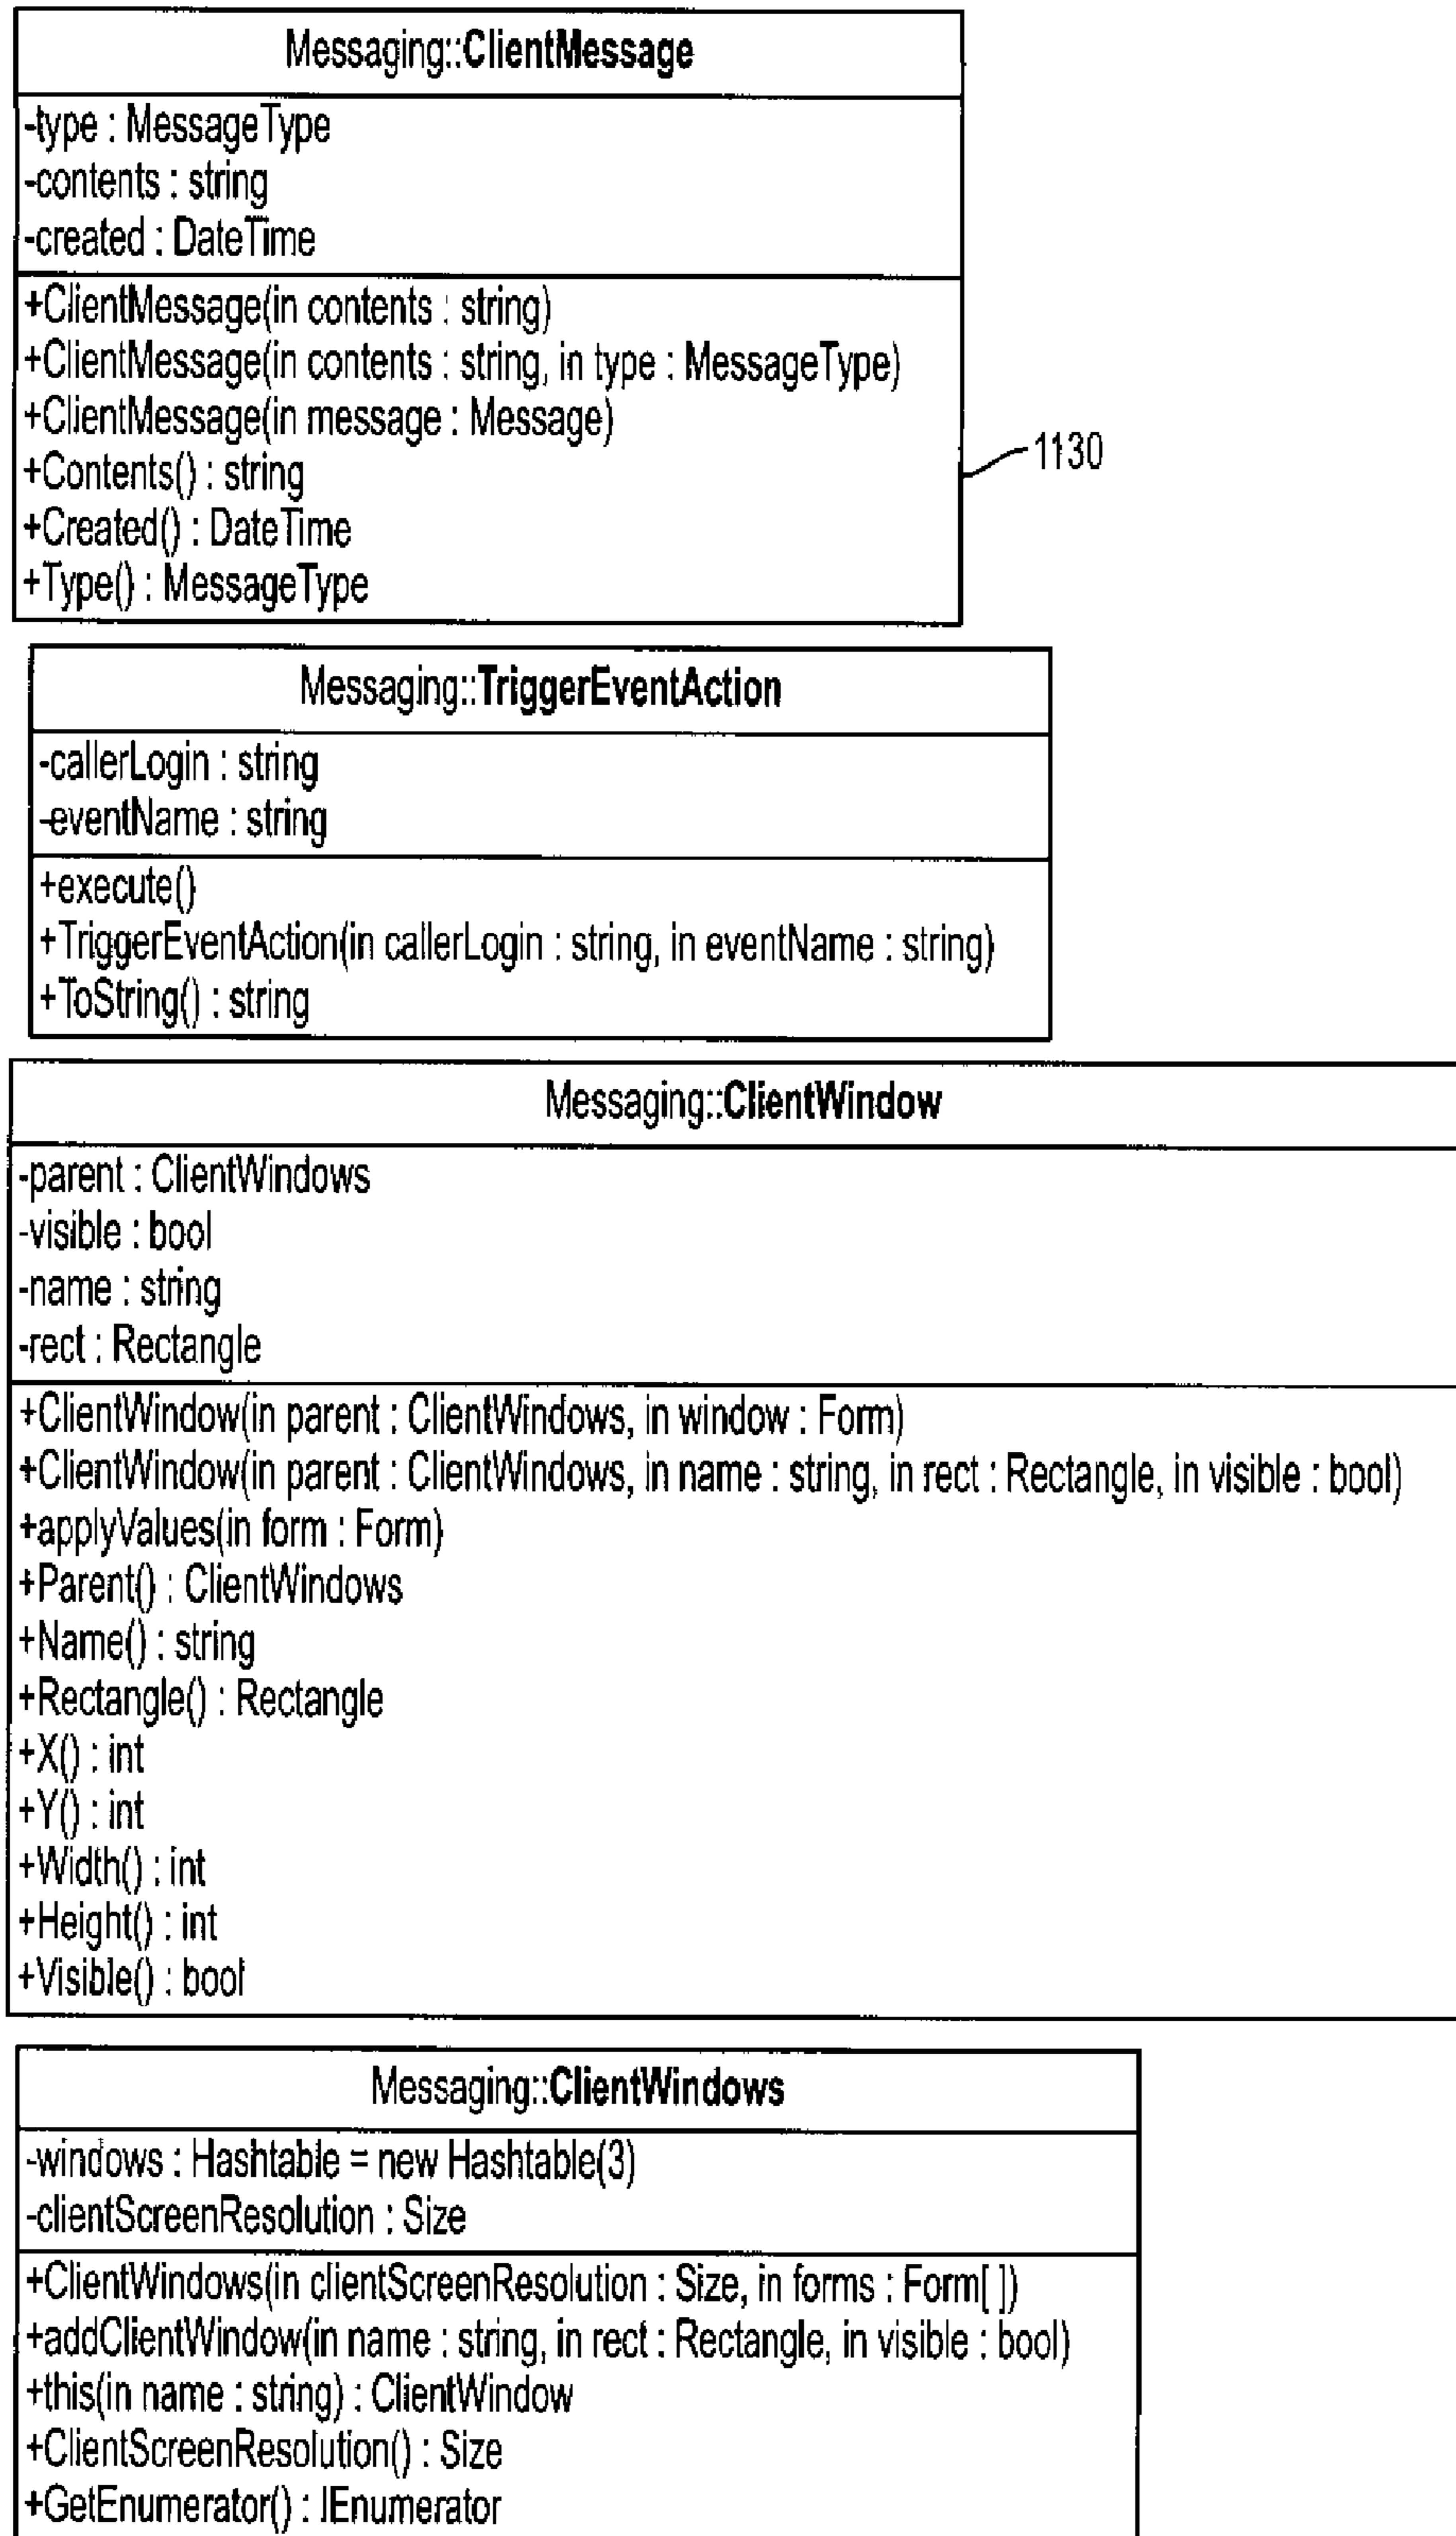 Messaging::ClientMessage
-type : MessageType
-contents : string
-created : DateTime
+ClientMessage(in contents : string)
+ClientMessage(in contents : string, in type : MessageType)
+ClientMessage(in message : Message)
+Contents() : string
+Created() : DateTime
+Type() : MessageType
1130
Messaging::TriggerEventAction
-callerLogin : string
-eventName : string
+execute()
+TriggerEventAction(in callerLogin : string, in eventName : string)
+ToString() : string
Messaging::ClientWindow
-parent : ClientWindows
-visible : bool
-name : string
-rect : Rectangle
+ClientWindow(in parent : ClientWindows, in window : Form)
+ClientWindow(in parent : ClientWindows, in name : string, in rect : Rectangle, in visible : bool)
+applyValues(in form : Form)
+Parent() : ClientWindows
+Name() : string
+Rectangle() : Rectangle
+X() : int
+Y() : int
+Width() : int
+Height() : int
+Visible() : bool
Messaging::ClientWindows
-windows : Hashtable = new Hashtable(3)
-clientScreenResolution : Size
+ClientWindows(in clientScreenResolution : Size, in forms : Form[ ])
+addClientWindow(in name : string, in rect : Rectangle, in visible : bool)
+this(in name : string) : ClientWindow
+ClientScreenResolution() : Size
+GetEnumerator() : IEnumerator